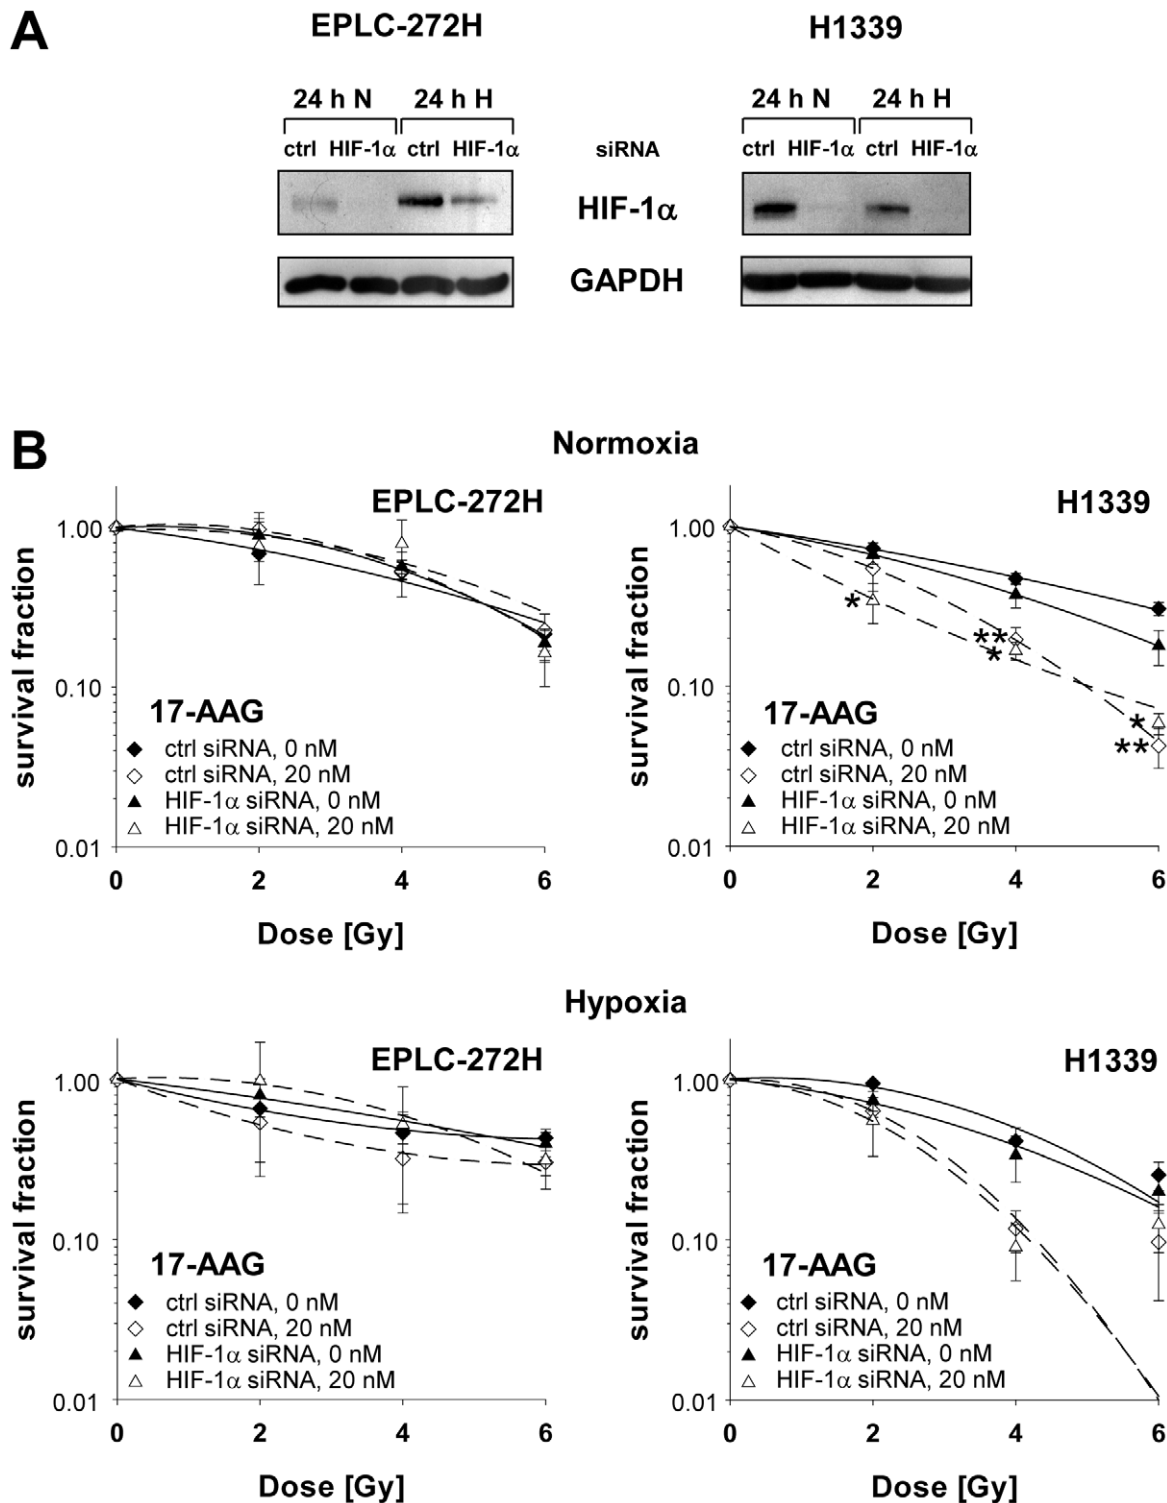 A
EPLC-272H
H1339
24 h N 24 h H
24 h N 24 h H
ctrl HIF-1α ctrl HIF-1α
siRNA
ctrl HIF-1α ctrl HIF-1α
HIF-1α
GAPDH
B
Normoxia
EPLC-272H
survival fraction
1.00
0.10
0.01
17-AAG
ctrl siRNA, 0 nM
ctrl siRNA, 20 nM
HIF-1α siRNA, 0 nM
HIF-1α siRNA, 20 nM
0 2 4 6
Dose [Gy]
H1339
survival fraction
1.00
0.10
0.01
*
**
*
*
**
17-AAG
ctrl siRNA, 0 nM
ctrl siRNA, 20 nM
HIF-1α siRNA, 0 nM
HIF-1α siRNA, 20 nM
0 2 4 6
Dose [Gy]
Hypoxia
EPLC-272H
survival fraction
1.00
0.10
0.01
17-AAG
ctrl siRNA, 0 nM
ctrl siRNA, 20 nM
HIF-1α siRNA, 0 nM
HIF-1α siRNA, 20 nM
0 2 4 6
Dose [Gy]
H1339
survival fraction
1.00
0.10
0.01
17-AAG
ctrl siRNA, 0 nM
ctrl siRNA, 20 nM
HIF-1α siRNA, 0 nM
HIF-1α siRNA, 20 nM
0 2 4 6
Dose [Gy]